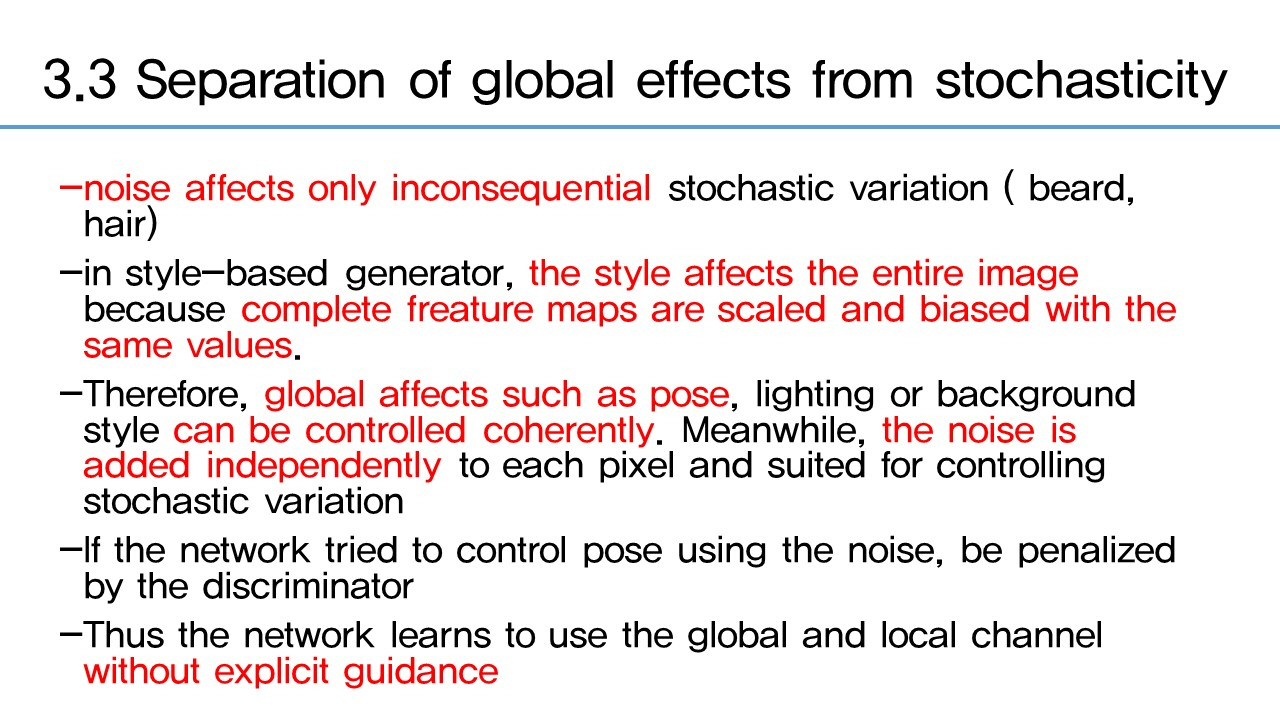 3.3 Separation of global effects from stochasticity
–noise affects only inconsequential stochastic variation ( beard,
hair)
–in style–based generator, the style affects the entire image
because complete freature maps are scaled and biased with the
same values.
–Therefore, global affects such as pose, lighting or background
style can be controlled coherently. Meanwhile, the noise is
added independently to each pixel and suited for controlling
stochastic variation
–If the network tried to control pose using the noise, be penalized
by the discriminator
–Thus the network learns to use the global and local channel
without explicit guidance